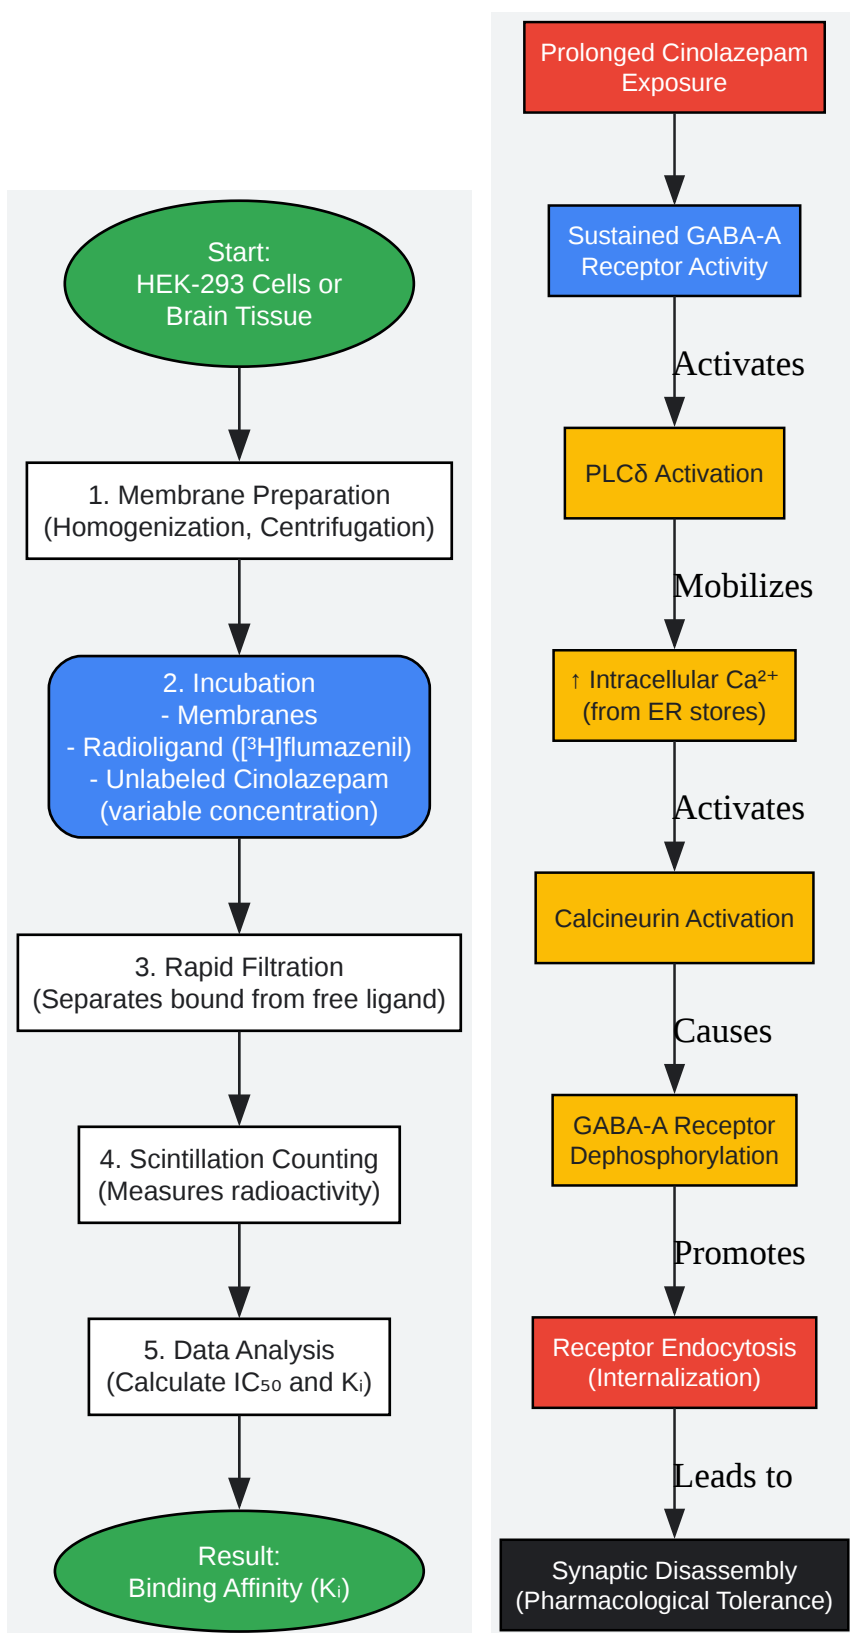 Start:
HEK-293 Cells or
Brain Tissue
1. Membrane Preparation
(Homogenization, Centrifugation)
2. Incubation
- Membranes
- Radioligand ([³H]flumazenil)
- Unlabeled Cinolazepam
(variable concentration)
3. Rapid Filtration
(Separates bound from free ligand)
4. Scintillation Counting
(Measures radioactivity)
5. Data Analysis
(Calculate IC₅₀ and Kᵢ)
Result:
Binding Affinity (Kᵢ)
Prolonged Cinolazepam
Exposure
Sustained GABA-A
Receptor Activity
Activates
PLCδ Activation
Mobilizes
↑ Intracellular Ca²⁺
(from ER stores)
Activates
Calcineurin Activation
Causes
GABA-A Receptor
Dephosphorylation
Promotes
Receptor Endocytosis
(Internalization)
Leads to
Synaptic Disassembly
(Pharmacological Tolerance)